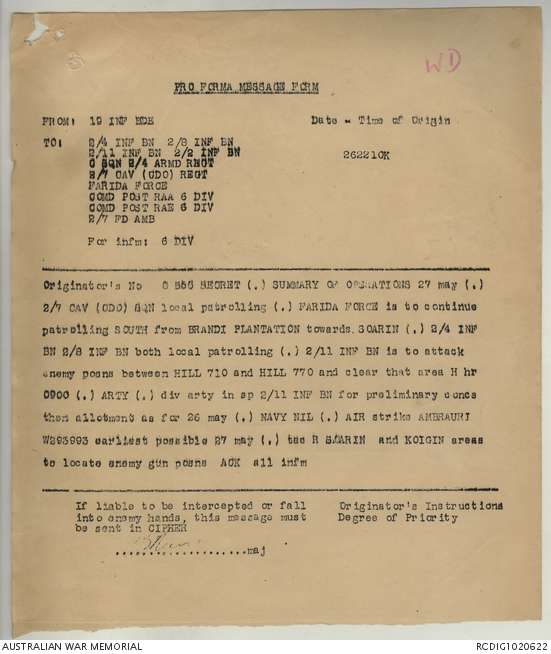 WD
PRO FORMA MESSAGE FORM
FROM: 19 INF BDE Date - Time of Origin
TO: 2/4 INF BN 2/8 INF BN
2/11 INF BN 2/2 INF BN 262210K
C SQN 2/4 ARMD REGT
2/7 CAV (CDO) REGT
FARIDA FORCE
COMD POST RAA 6 DIV
COMD POST RAE 6 DIV
2/7 FD AMB
For infm: 6 DIV
Originator's No O 566 SECRET (.) SUMMARY OF OPERATIONS 27 may (.)
2/7 CAV (CDO) SQN local patrolling (.) FARIDA FORCE is to continue
patrolling SOUTH from BRANDI PLANTATION towards SOARIN (.) 2/4 INF
BN 2/8 INF BN both local patrolling (.) 2/11 INF BN is to attack
enemy posns between HILL 710 and HILL 770 and clear that area H hr
0900 (.) ARTY (.) div arty in sp 2/11 INF BN for preliminary concs
then allotment as for 26 may (.) NAVY NIL (.) AIR strike AMBRAURI
W293993 earliest possible 27 may (.) tac R SOARIN and KOIGIN areas
to locate enemy gun posns ACK all infm
If liable to be intercepted or fall Originator's Instructions
into enemy hands, this message must Degree of Priority
be sent in CIPHER
....................maj
AUSTRALIAN WAR MEMORIAL RCDIG1020622